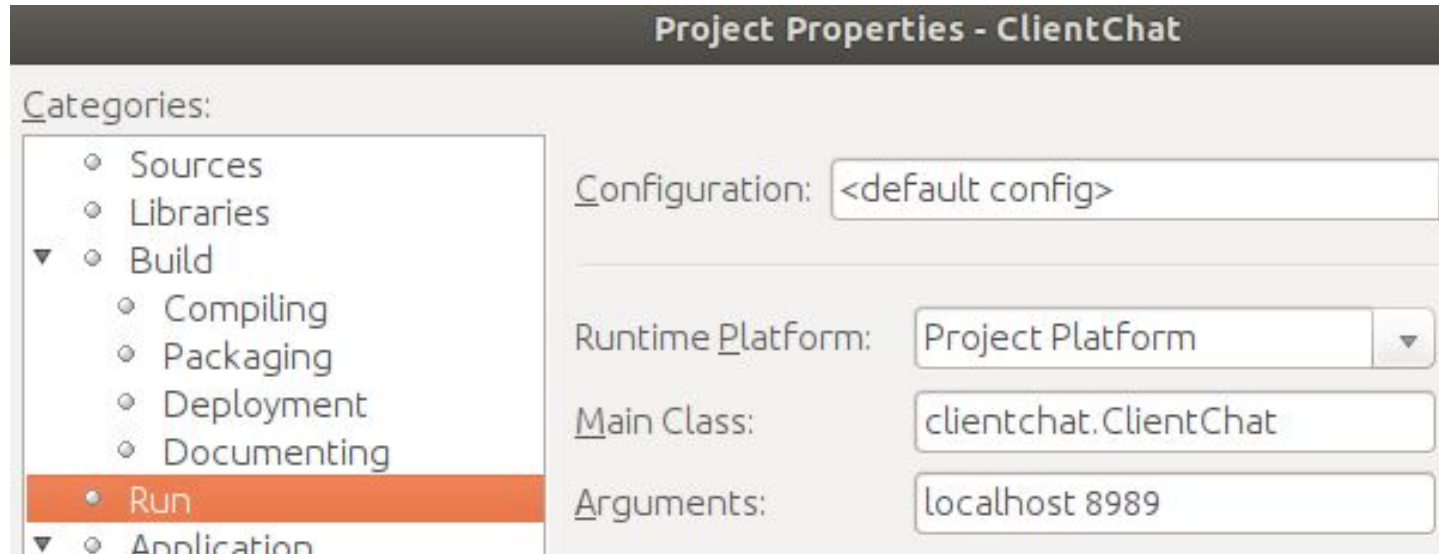 Project Properties - ClientChat
Categories:
Sources
Libraries
Build
Compiling
Packaging
Deployment
Documenting
Run
Application
Configuration: <default config>
Runtime Platform: Project Platform
Main Class: clientchat.ClientChat
Arguments: localhost 8989